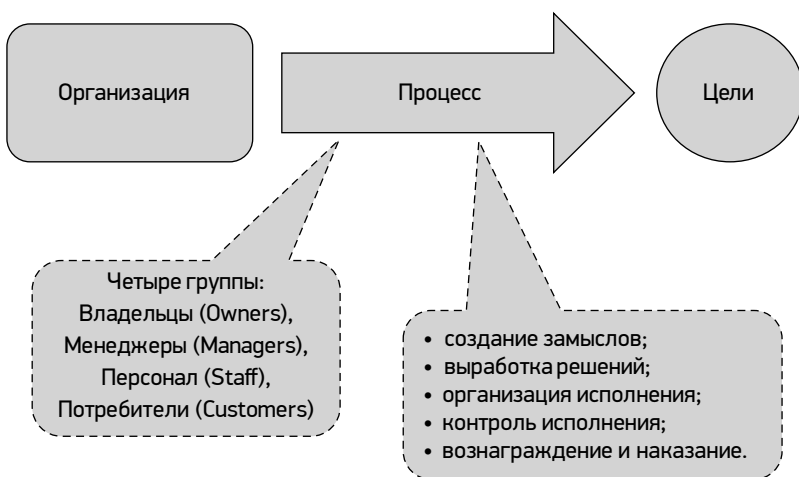 Организация
Процесс
Цели
Четыре группы:
Владельцы (Owners),
Менеджеры (Managers),
Персонал (Staff),
Потребители (Customers)
• создание замыслов;
• выработка решений;
• организация исполнения;
• контроль исполнения;
• вознаграждение и наказание.